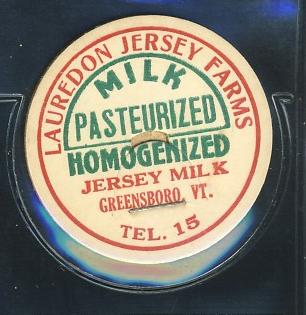 LAUREDON JERSEY FARMS
MILK
PASTEURIZED
HOMOGENIZED
JERSEY MILK
GREENSBORO VT.
TEL. 15